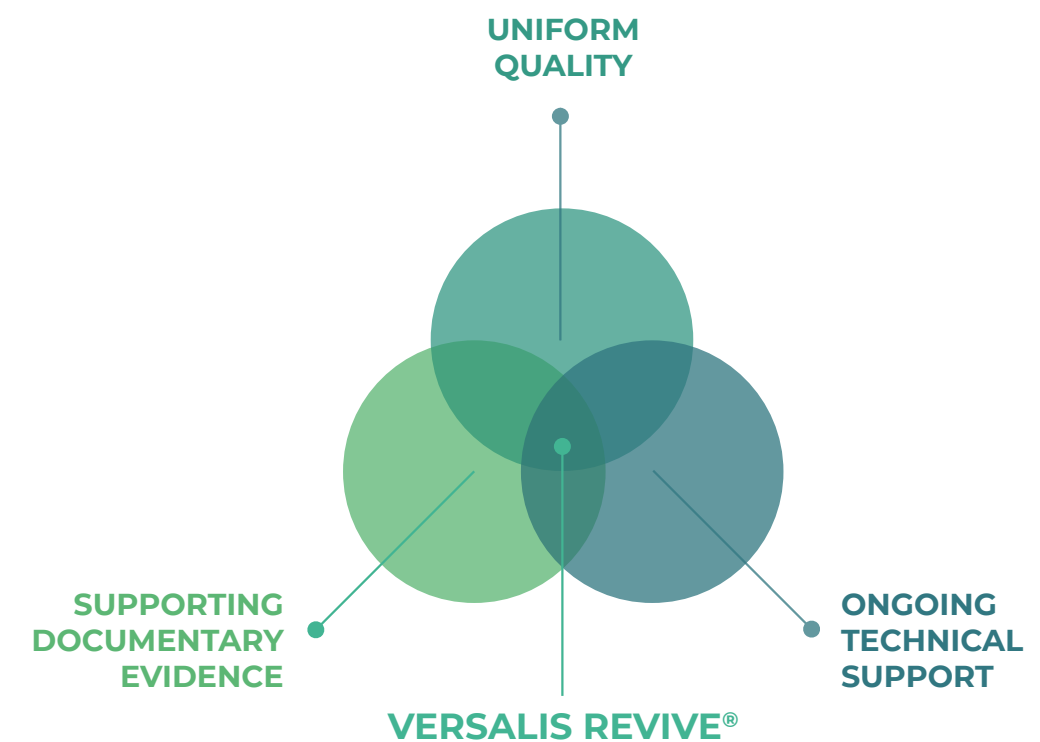 UNIFORM
QUALITY
SUPPORTING
DOCUMENTARY
EVIDENCE
ONGOING
TECHNICAL
SUPPORT
VERSALIS REVIVE®